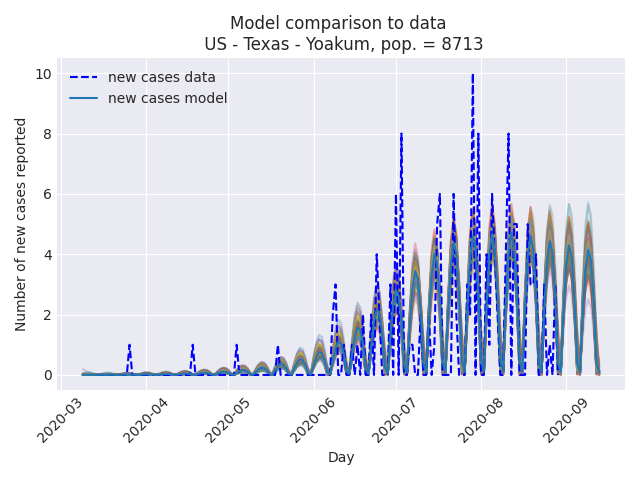 Model comparison to data
US - Texas - Yoakum, pop. = 8713
new cases data
new cases model
Number of new cases reported
10
8
6
4
2
0
2020-03
2020-04
2020-05
2020-06
2020-07
2020-08
2020-09
Day